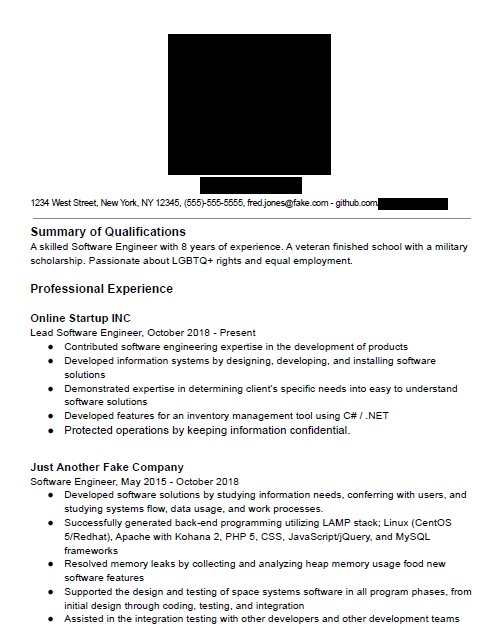 1234 West Street, New York, NY 12345, (555)-555-5555, fred.jones@fake.com - github.com/
Summary of Qualifications
A skilled Software Engineer with 8 years of experience. A veteran finished school with a military
scholarship. Passionate about LGBTQ+ rights and equal employment.
Professional Experience
Online Startup INC
Lead Software Engineer, October 2018 - Present
● Contributed software engineering expertise in the development of products
● Developed information systems by designing, developing, and installing software
solutions
● Demonstrated expertise in determining client's specific needs into easy to understand
software solutions
● Developed features for an inventory management tool using C# / .NET
● Protected operations by keeping information confidential.
Just Another Fake Company
Software Engineer, May 2015 - October 2018
● Developed software solutions by studying information needs, conferring with users, and
studying systems flow, data usage, and work processes.
● Successfully generated back-end programming utilizing LAMP stack; Linux (CentOS
5/Redhat), Apache with Kohana 2, PHP 5, CSS, JavaScript/jQuery, and MySQL
frameworks
● Resolved memory leaks by collecting and analyzing heap memory usage food new
software features
● Supported the design and testing of space systems software in all program phases, from
initial design through coding, testing, and integration
● Assisted in the integration testing with other developers and other development teams